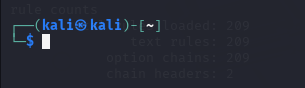 rule counts
┌──(kali㉿kali)-[~]
loaded: 209
└─$
text rules: 209
option chains: 209
chain headers: 2